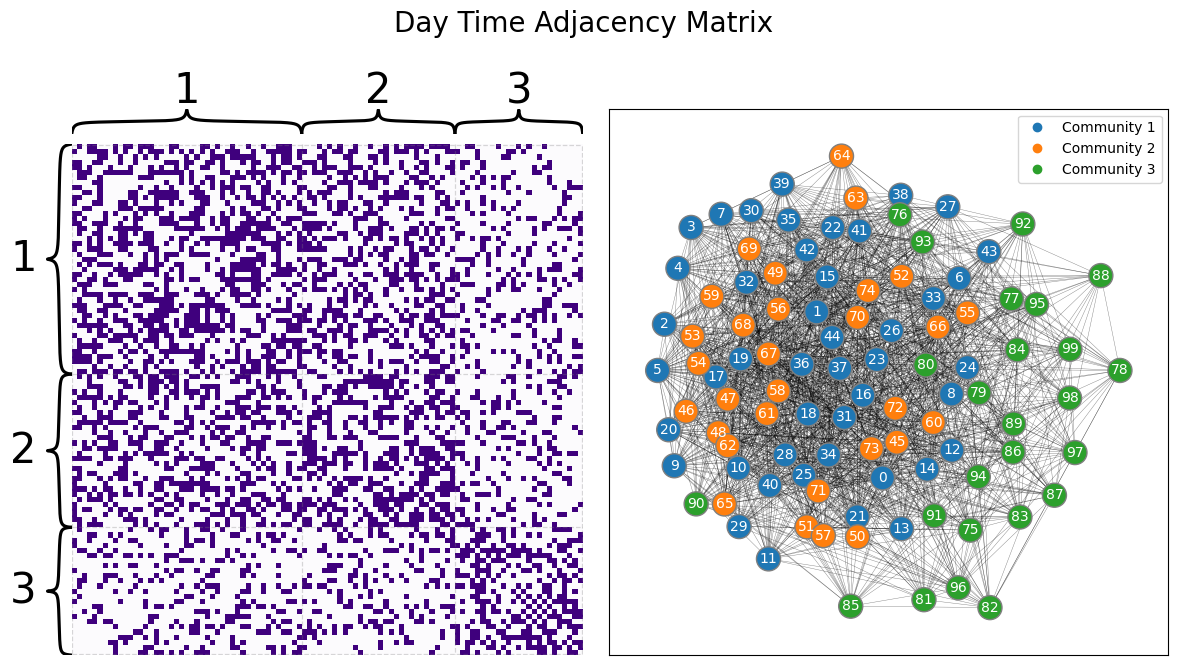 Day Time Adjacency Matrix
1 2 3
1
2
3
Community 1
Community 2
Community 3
64
39
63 38
7 30 35 76 27
3 22 41 92
69 42 93 43
4 49 15 52 6 88
32
59 56 1 74 33 77 95
2 68 70 66 55
53 44 26
54 19 67 36 37 23 80 24 84 99
5 17 78
47 58 16 72 8 79 98
46 61 18 31 60 89
20 48
62 28 34 73 45 12 86 97
9 10 25 14 94
40 0 87
90 65 71
29 51 57 21 50 13 91 75 83
11
85 81 96 82